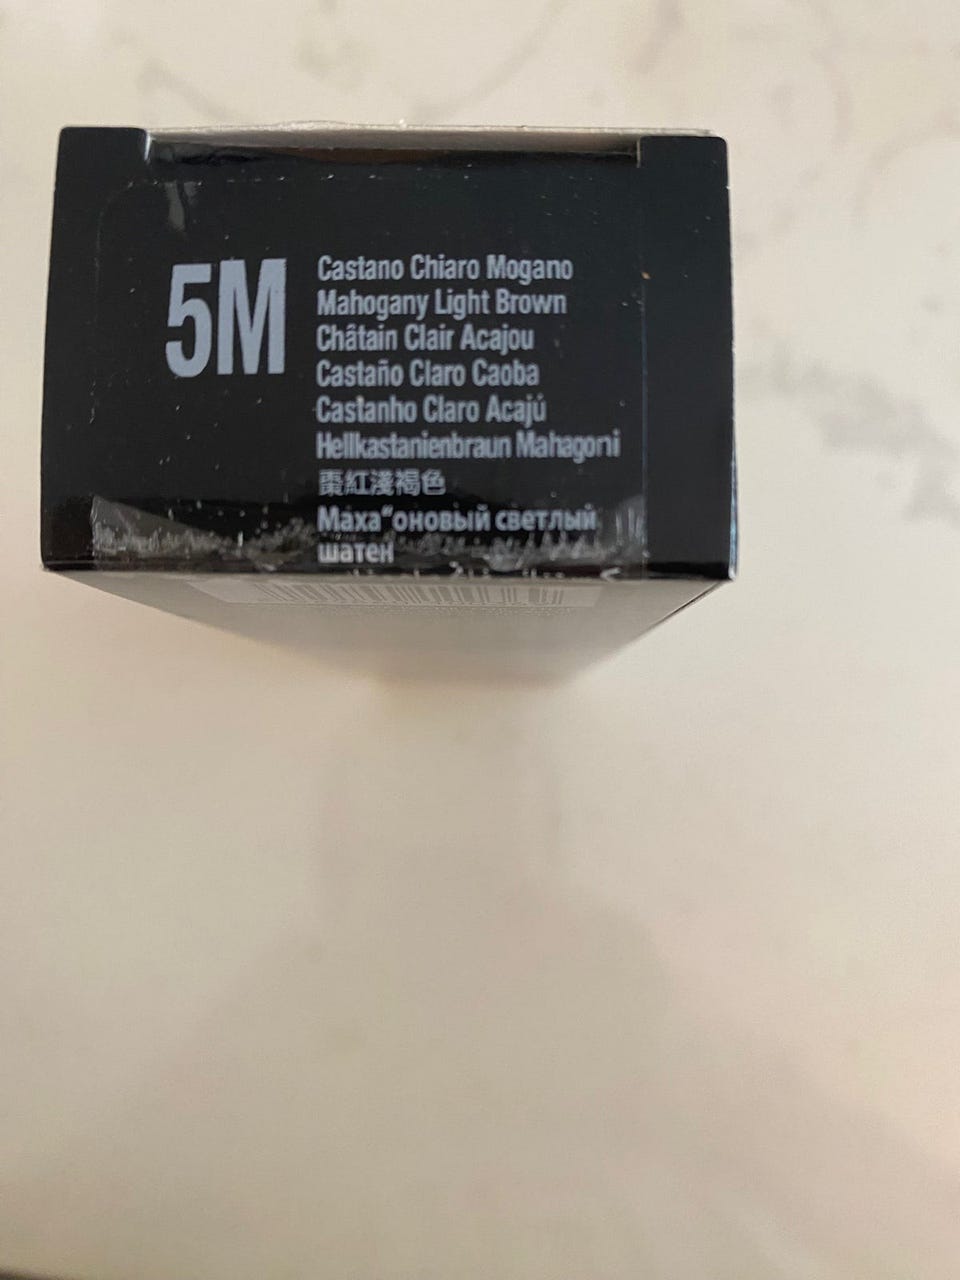 5M
Castano Chiaro Mogano
Mahogany Light Brown
Châtain Clair Acajou
Castaño Claro Caoba
Castanho Claro Acajú
Hellkastanienbraun Mahagoni
棗紅淺褐色
Маха“оновый светлый
шатен